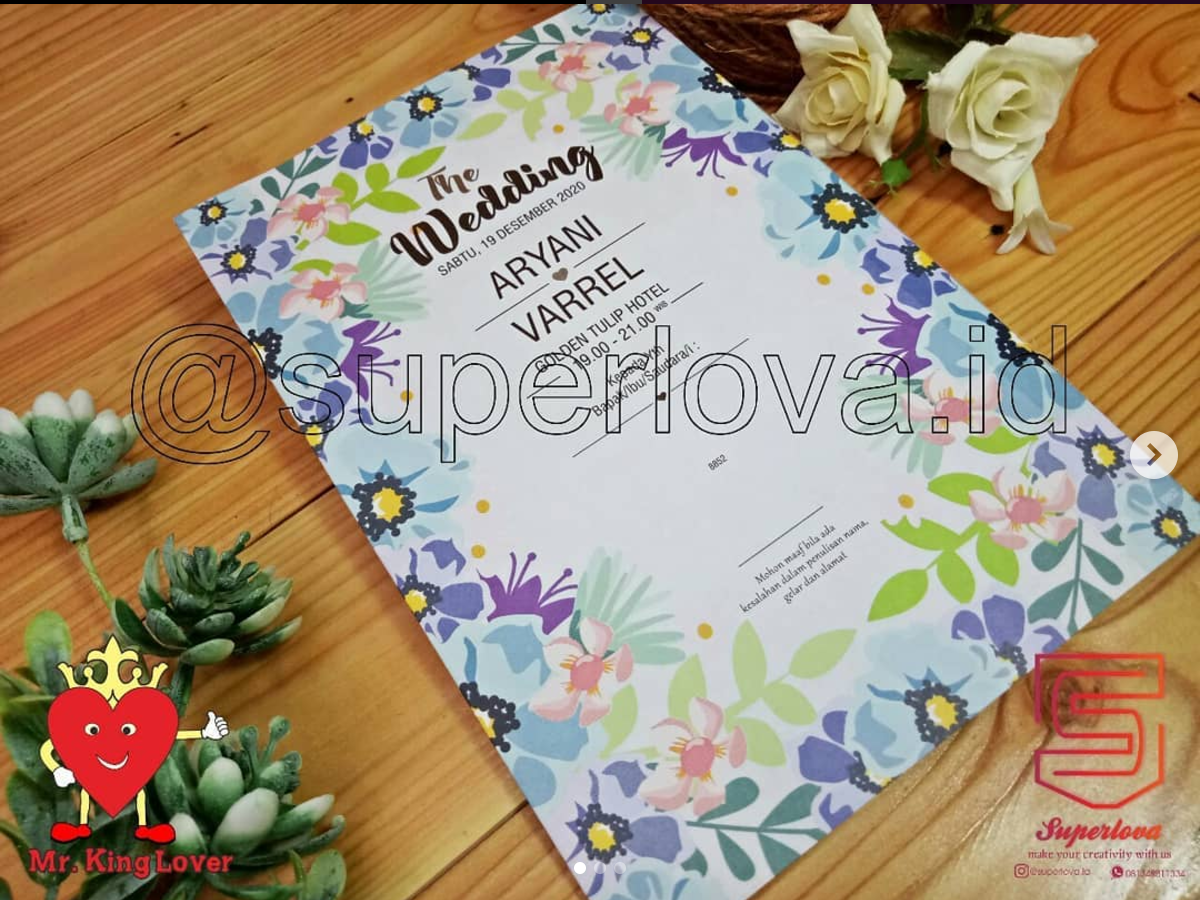 The
Wedding
SABTU, 19 DESEMBER 2020
ARYANI
VARREL
GOLDEN TULIP HOTEL
19.00 - 21.00 WIB
Kepada Yth :
Bapak/Ibu/Saudara/i :
@superlova.id
8852
Mohon maaf bila ada
kesalahan dalam penulisan nama,
gelar dan alamat
Mr. King Lover
S
Superlova
make your creativity with us
@superlova.id